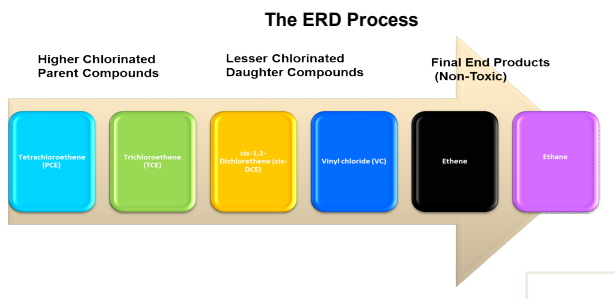 The ERD Process
Higher Chlorinated
Parent Compounds
Lesser Chlorinated
Daughter Compounds
Final End Products
(Non-Toxic)
Tetrachloroethene
(PCE)
Trichloroethene
(TCE)
cis-1,2-
Dichlorethene (cis-
DCE)
Vinyl chloride (VC)
Ethene
Ethane